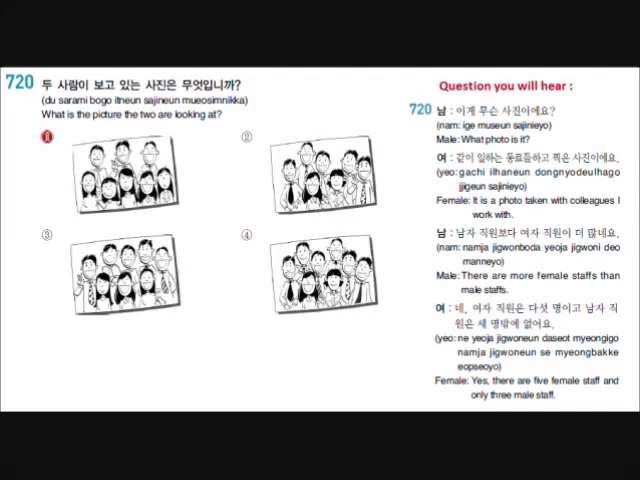 720 두 사람이 보고 있는 사진은 무엇입니까?
(du sarami bogo itneun sajineun mueosimnikka)
What is the picture the two are looking at?
①
②
③
④
Question you will hear :
720 남 : 이게 무슨 사진이에요?
(nam: ige museun sajinieyo)
Male: What photo is it?
여 : 같이 일하는 동료들하고 찍은 사진이에요.
(yeo: gachi ilhaneun dongnyodeulhago
jjigeun sajinieyo)
Female: It is a photo taken with colleagues I
work with.
남 : 남자 직원보다 여자 직원이 더 많네요.
(nam: namja jigwonboda yeoja jigwoni deo
manneyo)
Male: There are more female staffs than
male staffs.
여 : 네, 여자 직원은 다섯 명이고 남자 직
원은 세 명밖에 없어요.
(yeo: ne yeoja jigwoneun daseot myeongigo
namja jigwoneun se myeongbakke
eopseoyo)
Female: Yes, there are five female staff and
only three male staff.